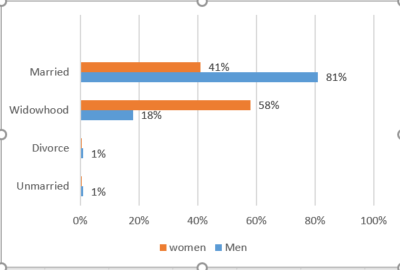 Married 41%
81%
Widowhood 58%
18%
Divorce 1%
Unmarried 1%
0% 20% 40% 60% 80% 100%
women Men